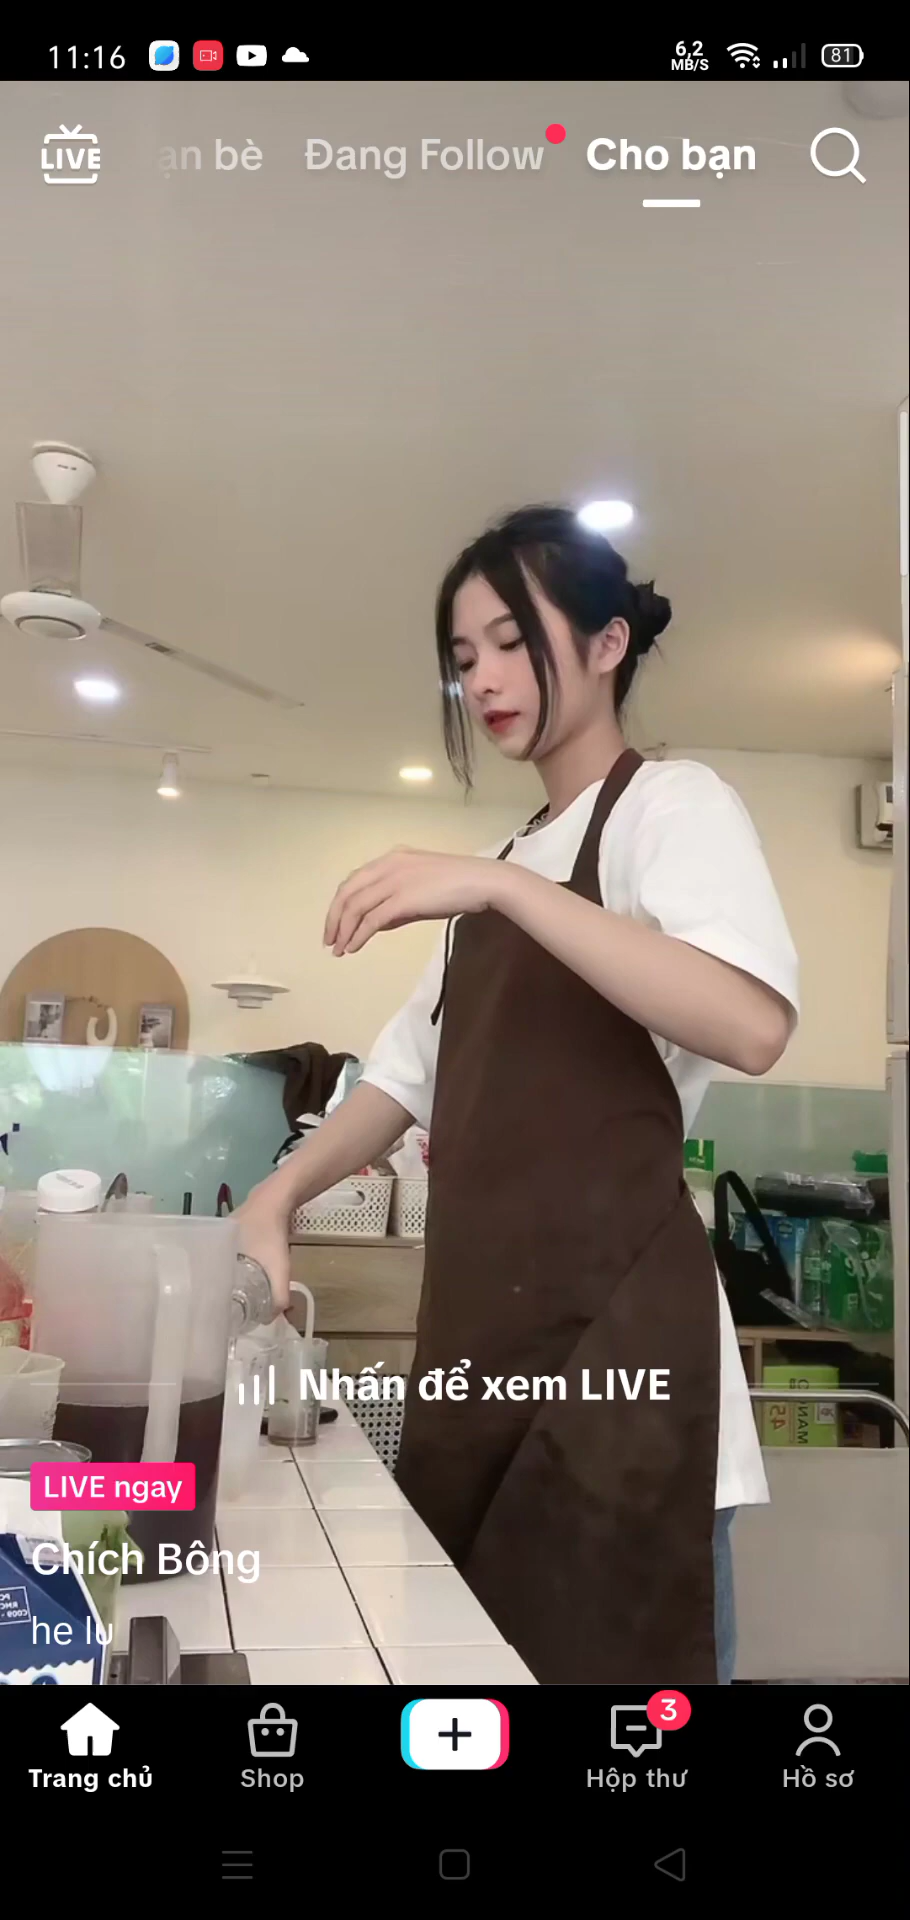 11:16
6,2
MB/S
81
LIVE
ạn bè
Đang Follow
Cho bạn
Nhấn để xem LIVE
LIVE ngay
Chích Bông
he lu
Trang chủ
Shop
3
Hộp thư
Hồ sơ